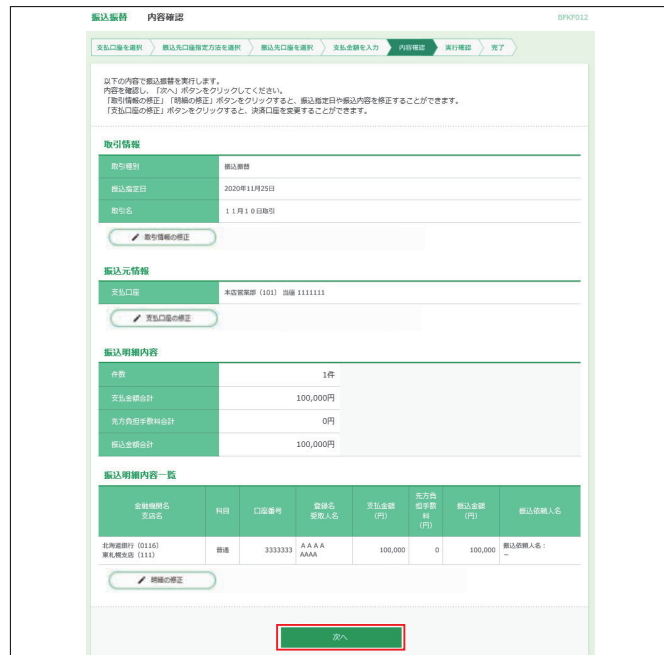 振込振替 内容確認
BFKF012
支払口座を選択 振込先口座指定方法を選択 振込先口座を選択 支払金額を入力 内容確認 実行確認 完了
以下の内容で振込振替を実行します。
内容を確認し、「次へ」ボタンをクリックしてください。
「取引情報の修正」「明細の修正」ボタンをクリックすると、振込指定日や振込内容を修正することができます。
「支払口座の修正」ボタンをクリックすると、決済口座を変更することができます。
取引情報
取引種別 振込振替
振込指定日 2020年11月25日
取引名 11月10日取引
取引情報の修正
振込元情報
支払口座 本店営業部（101） 当座 1111111
支払口座の修正
振込明細内容
件数 1件
支払金額合計 100,000円
先方負担手数料合計 0円
振込金額合計 100,000円
振込明細内容一覧
金融機関名
支店名
科目
口座番号
登録名
受取人名
支払金額
(円)
先方負
担手数
料
(円)
振込金額
(円)
振込依頼人名
北海道銀行（0116）
東札幌支店（111）
普通
3333333
ＡＡＡＡ
AAAA
100,000
0
100,000
振込依頼人名：
－
明細の修正
次へ